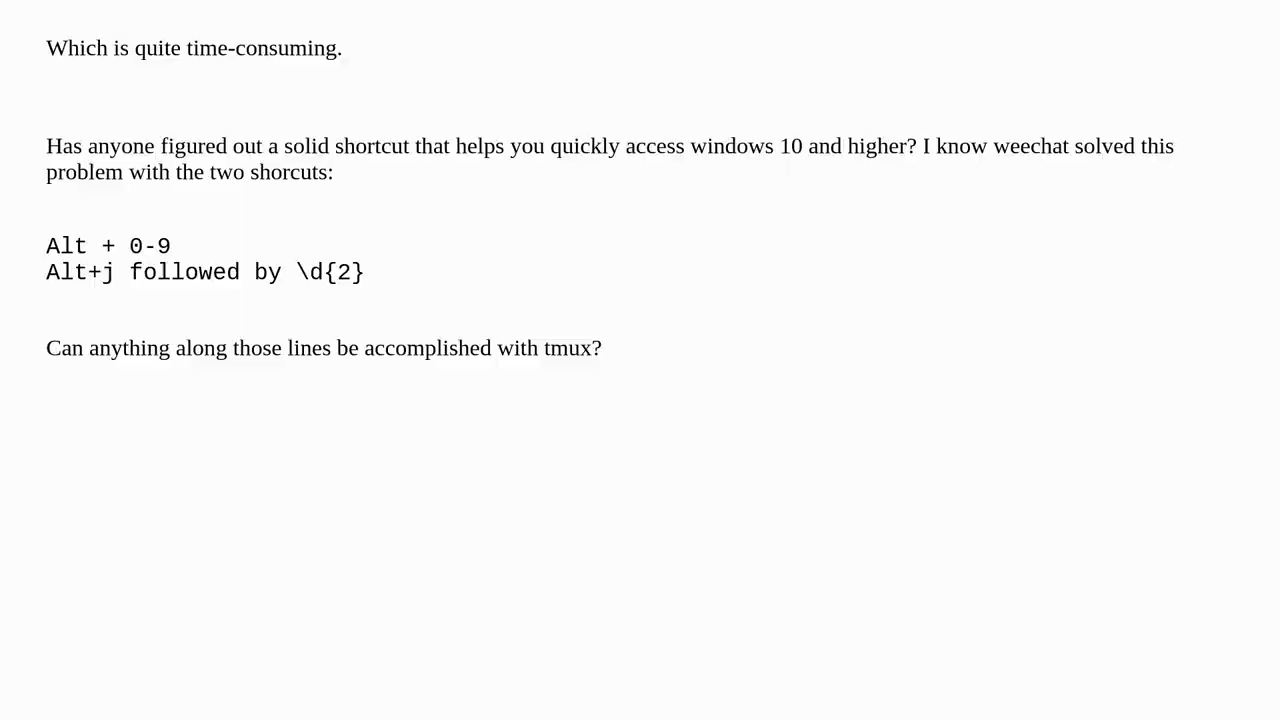 Which is quite time-consuming.
Has anyone figured out a solid shortcut that helps you quickly access windows 10 and higher? I know weechat solved this
problem with the two shorcuts:
Alt + 0-9
Alt+j followed by \d{2}
Can anything along those lines be accomplished with tmux?